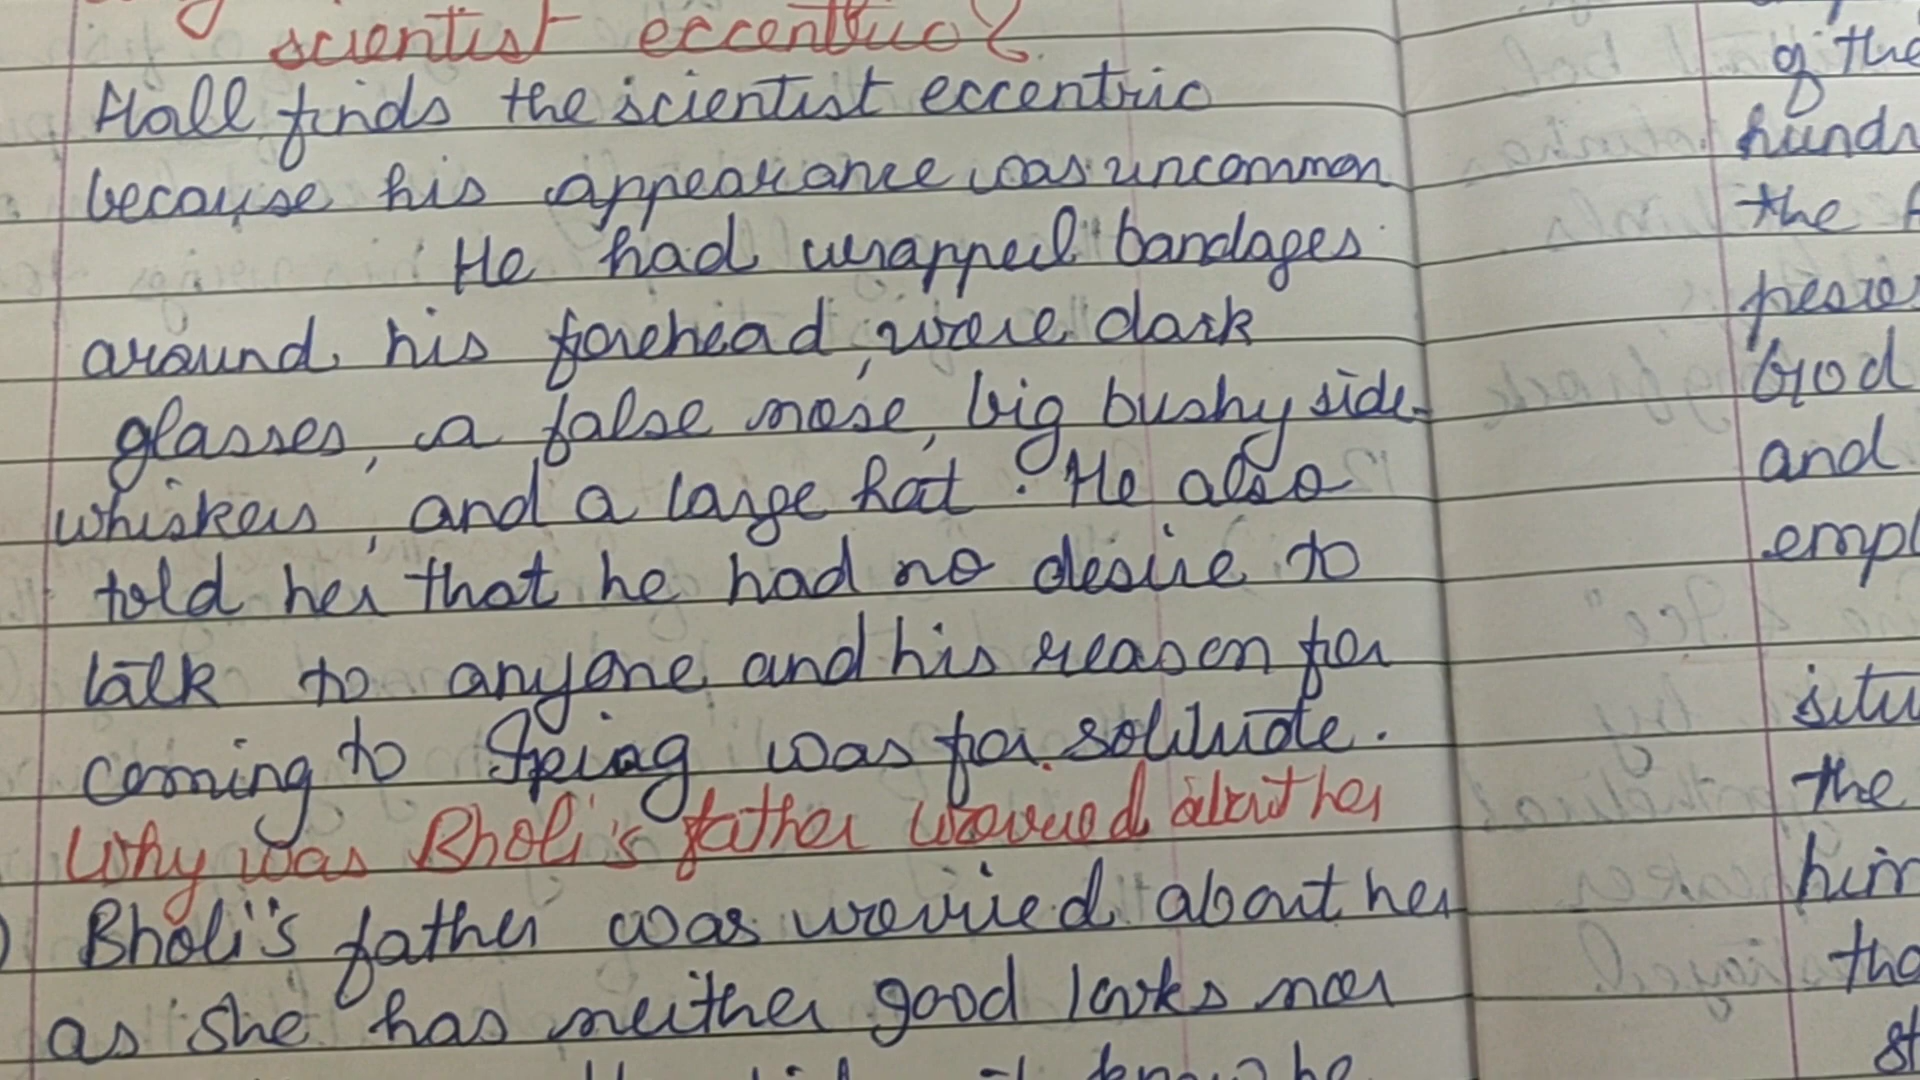 scientist eccentric?
Hall finds the scientist eccentric
because his appearance was uncommon
He had wrapped bandages
around his forehead, wore dark
glasses, a false nose, big bushy side-
whiskers, and a large hat. He also
told her that he had no desire to
talk to anyone and his reason for
coming to Iping was for solitude.
Why was Bholi's father worried about her
Bholi's father was worried about her
as she has neither good looks nor
of the
hund
the
and
empl
situ
the
him